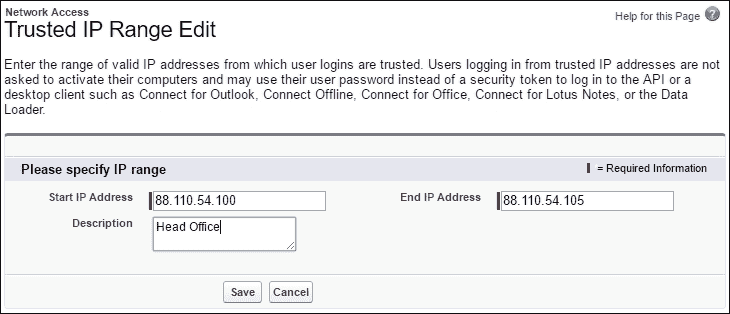 Network Access
Trusted IP Range Edit
Help for this Page ?
Enter the range of valid IP addresses from which user logins are trusted. Users logging in from trusted IP addresses are not
asked to activate their computers and may use their user password instead of a security token to log in to the API or a
desktop client such as Connect for Outlook, Connect Offline, Connect for Office, Connect for Lotus Notes, or the Data
Loader.
Please specify IP range
= Required Information
Start IP Address 88.110.54.100 End IP Address 88.110.54.105
Description Head Office
Save Cancel